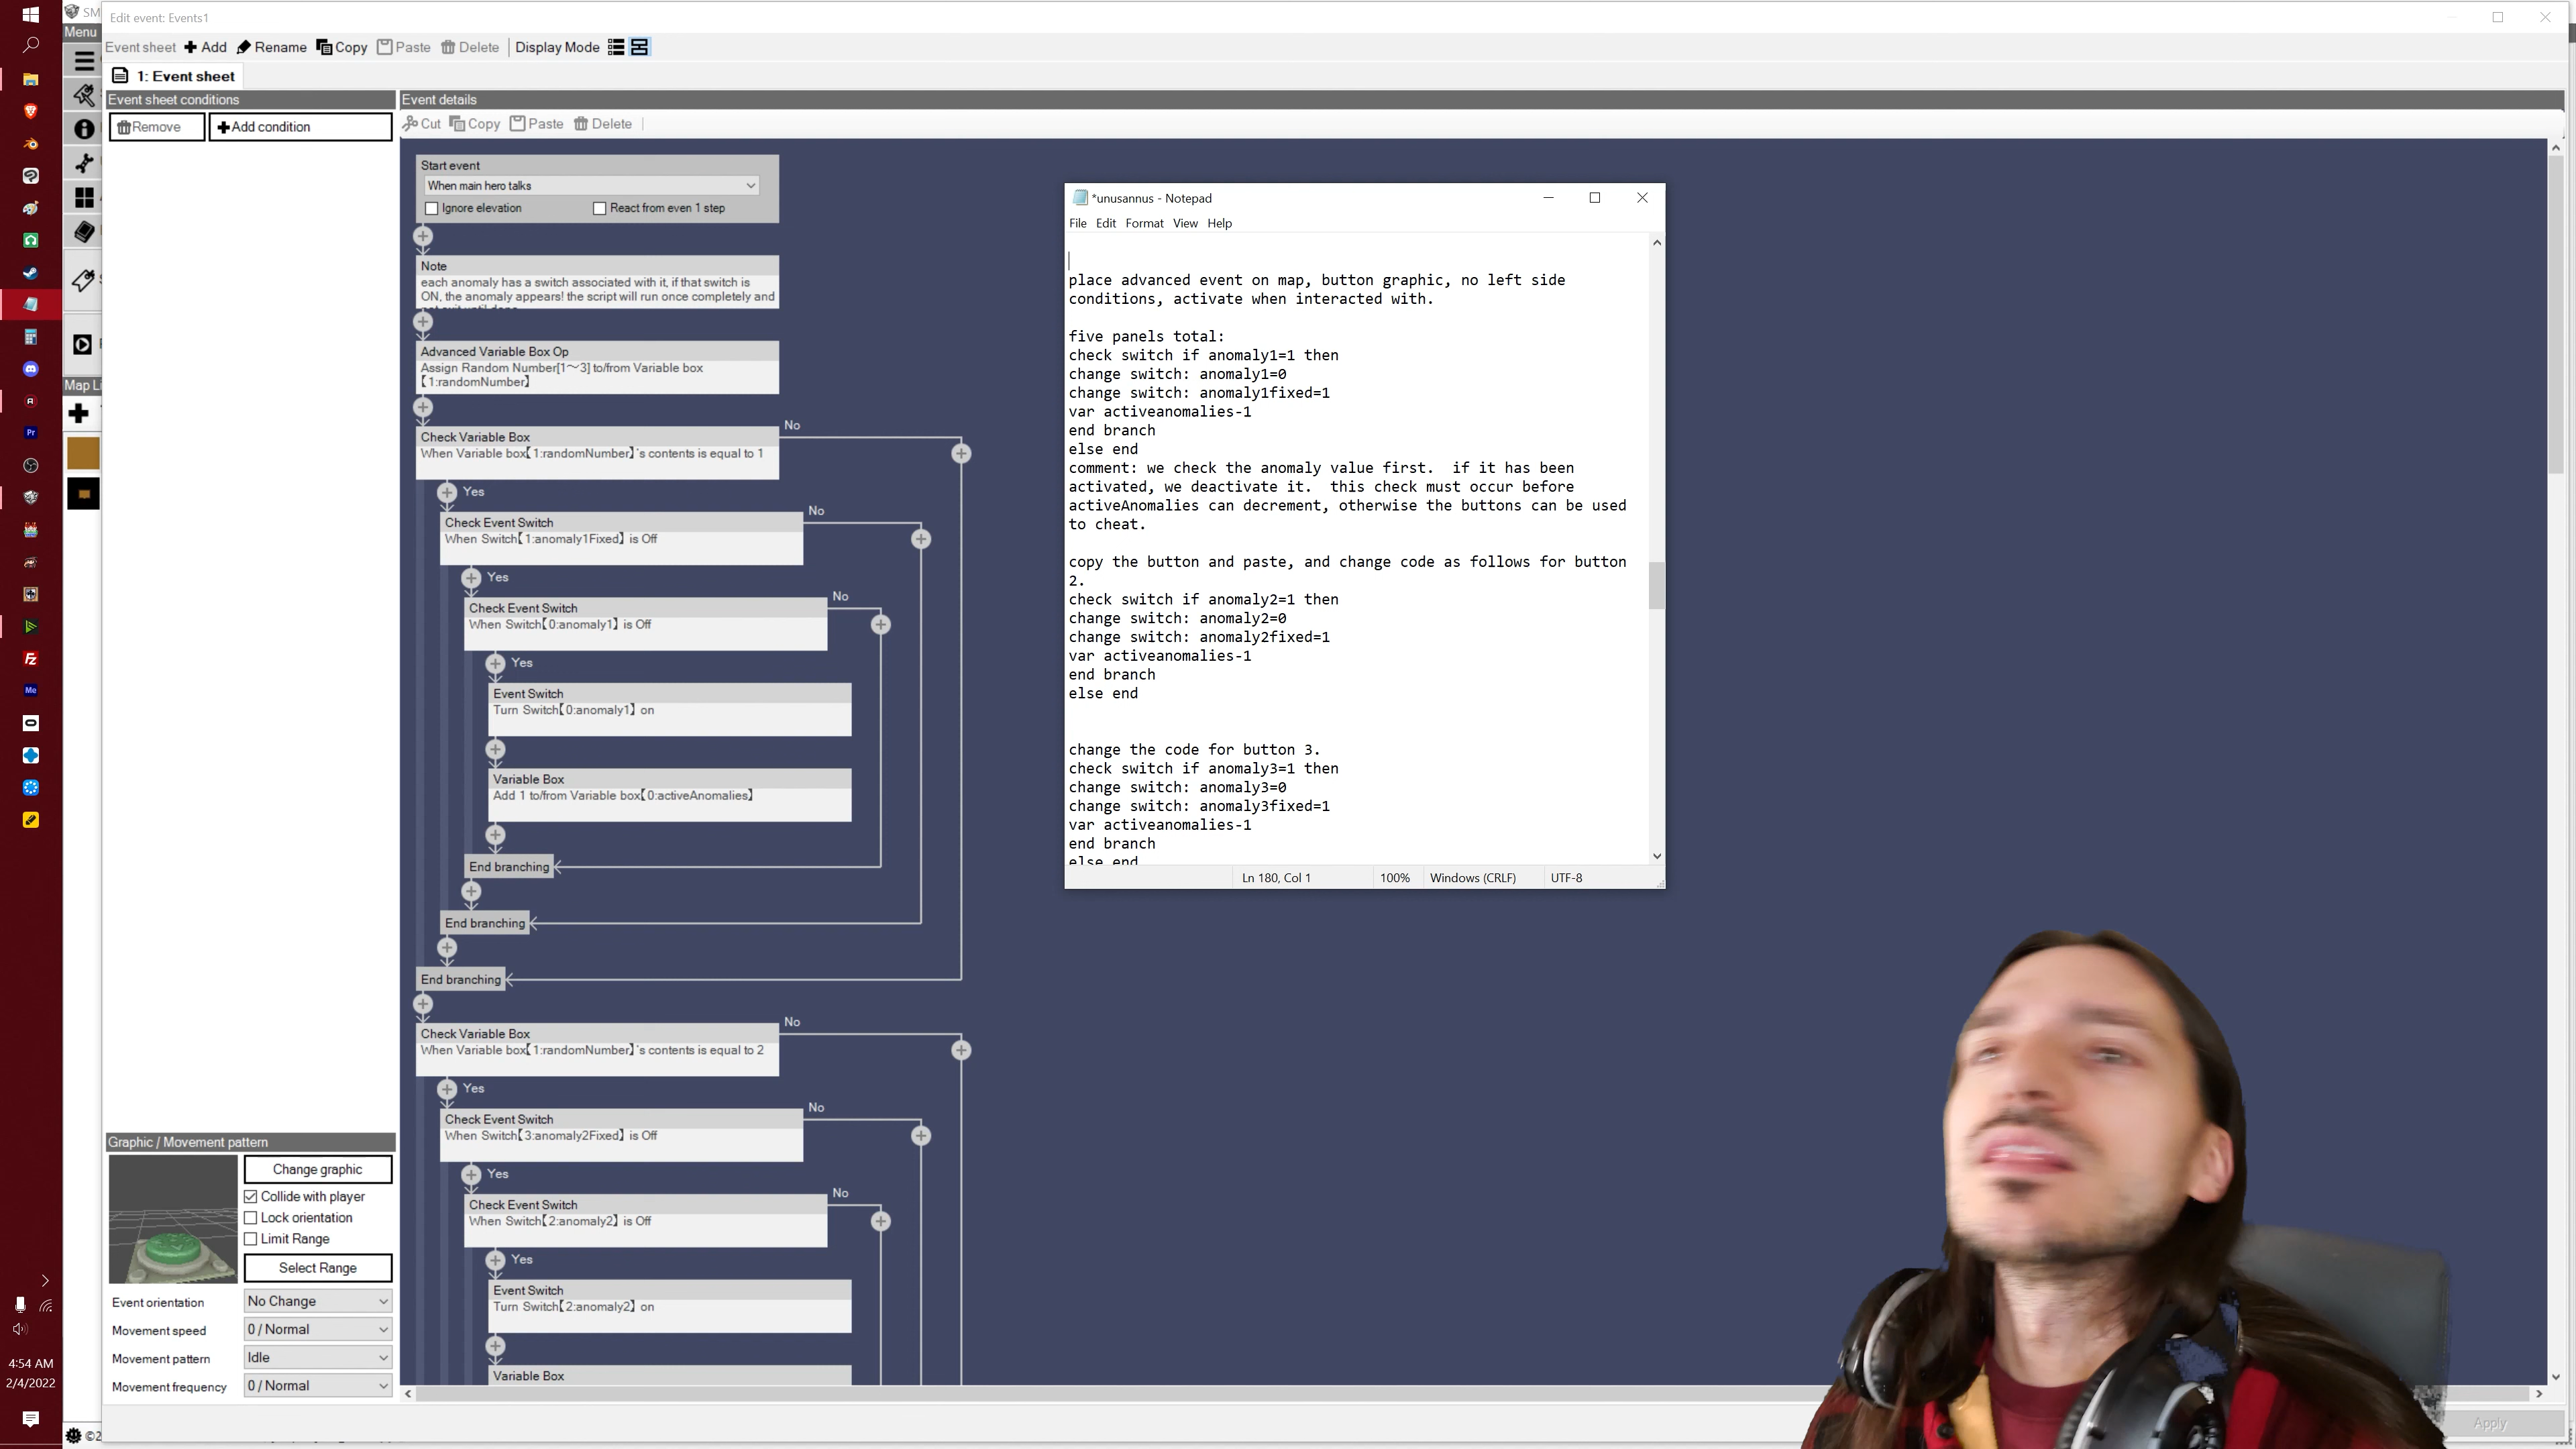 SM
Edit event: Events1
Menu
Event sheet Add Rename Copy Paste Delete Display Mode
1: Event sheet
Event sheet conditions
Event details
Remove
Add condition
Cut Copy Paste Delete
Start event
When main hero talks
Ignore elevation
React from even 1 step
Note
each anomaly has a switch associated with it, if that switch is
ON, the anomaly appears! the script will run once completely and
Advanced Variable Box Op
Assign Random Number[1～3] to/from Variable box
【1:randomNumber】
Map Li
Check Variable Box
No
When Variable box【1:randomNumber】's contents is equal to 1
Yes
Check Event Switch
No
When Switch【1:anomaly1Fixed】 is Off
Yes
Check Event Switch
No
When Switch【0:anomaly1】 is Off
Yes
Event Switch
Turn Switch【0:anomaly1】 on
Variable Box
Add 1 to/from Variable box【0:activeAnomalies】
End branching
End branching
End branching
Check Variable Box
No
When Variable box【1:randomNumber】's contents is equal to 2
Yes
Check Event Switch
No
When Switch【3:anomaly2Fixed】 is Off
Yes
Check Event Switch
No
When Switch【2:anomaly2】 is Off
Yes
Event Switch
Turn Switch【2:anomaly2】 on
Variable Box
*unusannus - Notepad
File Edit Format View Help
place advanced event on map, button graphic, no left side
conditions, activate when interacted with.
five panels total:
check switch if anomaly1=1 then
change switch: anomaly1=0
change switch: anomaly1fixed=1
var activeanomalies-1
end branch
else end
comment: we check the anomaly value first.  if it has been
activated, we deactivate it.  this check must occur before
activeAnomalies can decrement, otherwise the buttons can be used
to cheat.
copy the button and paste, and change code as follows for button
2.
check switch if anomaly2=1 then
change switch: anomaly2=0
change switch: anomaly2fixed=1
var activeanomalies-1
end branch
else end
change the code for button 3.
check switch if anomaly3=1 then
change switch: anomaly3=0
change switch: anomaly3fixed=1
var activeanomalies-1
end branch
else end
Ln 180, Col 1
100%
Windows (CRLF)
UTF-8
Graphic / Movement pattern
Change graphic
Collide with player
Lock orientation
Limit Range
Select Range
Event orientation
No Change
Movement speed
0 / Normal
Movement pattern
Idle
Movement frequency
0 / Normal
Pr
Fz
Me
4:54 AM
2/4/2022
©2
Apply